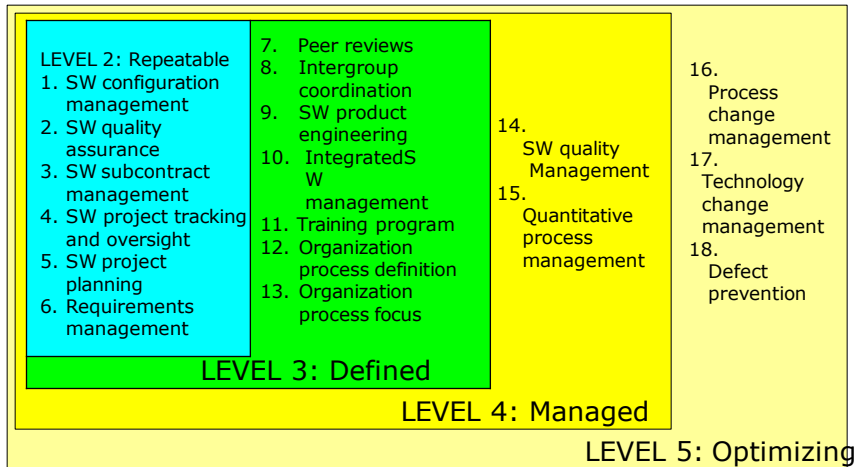 LEVEL 2: Repeatable
1. SW configuration
management
2. SW quality
assurance
3. SW subcontract
management
4. SW project tracking
and oversight
5. SW project
planning
6. Requirements
management
7. Peer reviews
8. Intergroup
coordination
9. SW product
engineering
10. IntegratedS
W
management
11. Training program
12. Organization
process definition
13. Organization
process focus
LEVEL 3: Defined
14.
SW quality
Management
15.
Quantitative
process
management
LEVEL 4: Managed
16.
Process
change
management
17.
Technology
change
management
18.
Defect
prevention
LEVEL 5: Optimizing